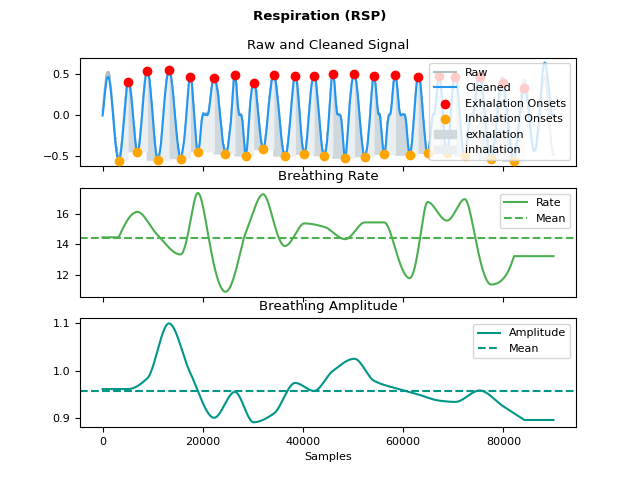 Respiration (RSP)
Raw and Cleaned Signal
0.5
0.0
−0.5
Raw
Cleaned
Exhalation Onsets
Inhalation Onsets
exhalation
inhalation
Breathing Rate
16
14
12
Rate
Mean
Breathing Amplitude
1.1
1.0
0.9
Amplitude
Mean
0 20000 40000 60000 80000
Samples